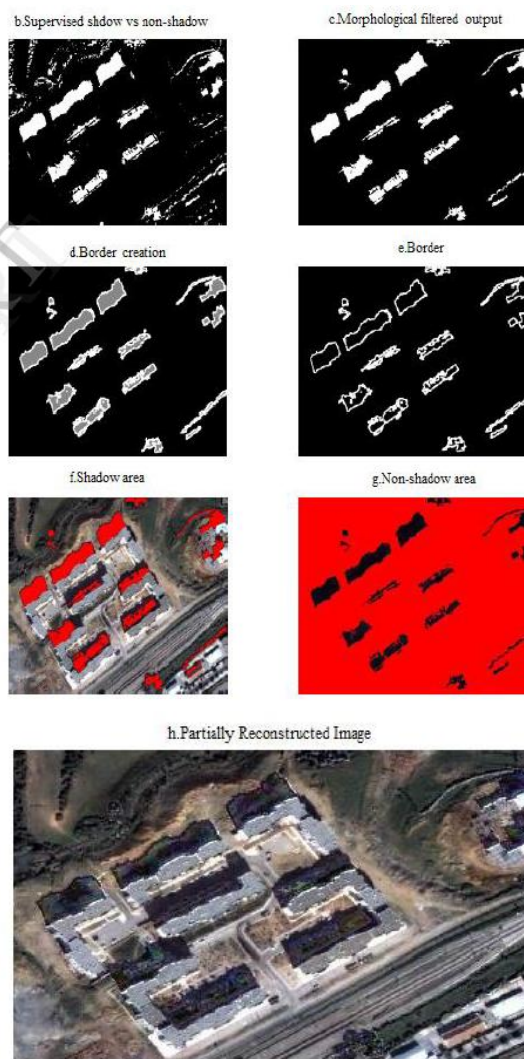 b.Supervised shdow vs non-shadow
c.Morphological filtered output
d.Border creation
e.Border
f.Shadow area
g.Non-shadow area
h.Partially Reconstructed Image